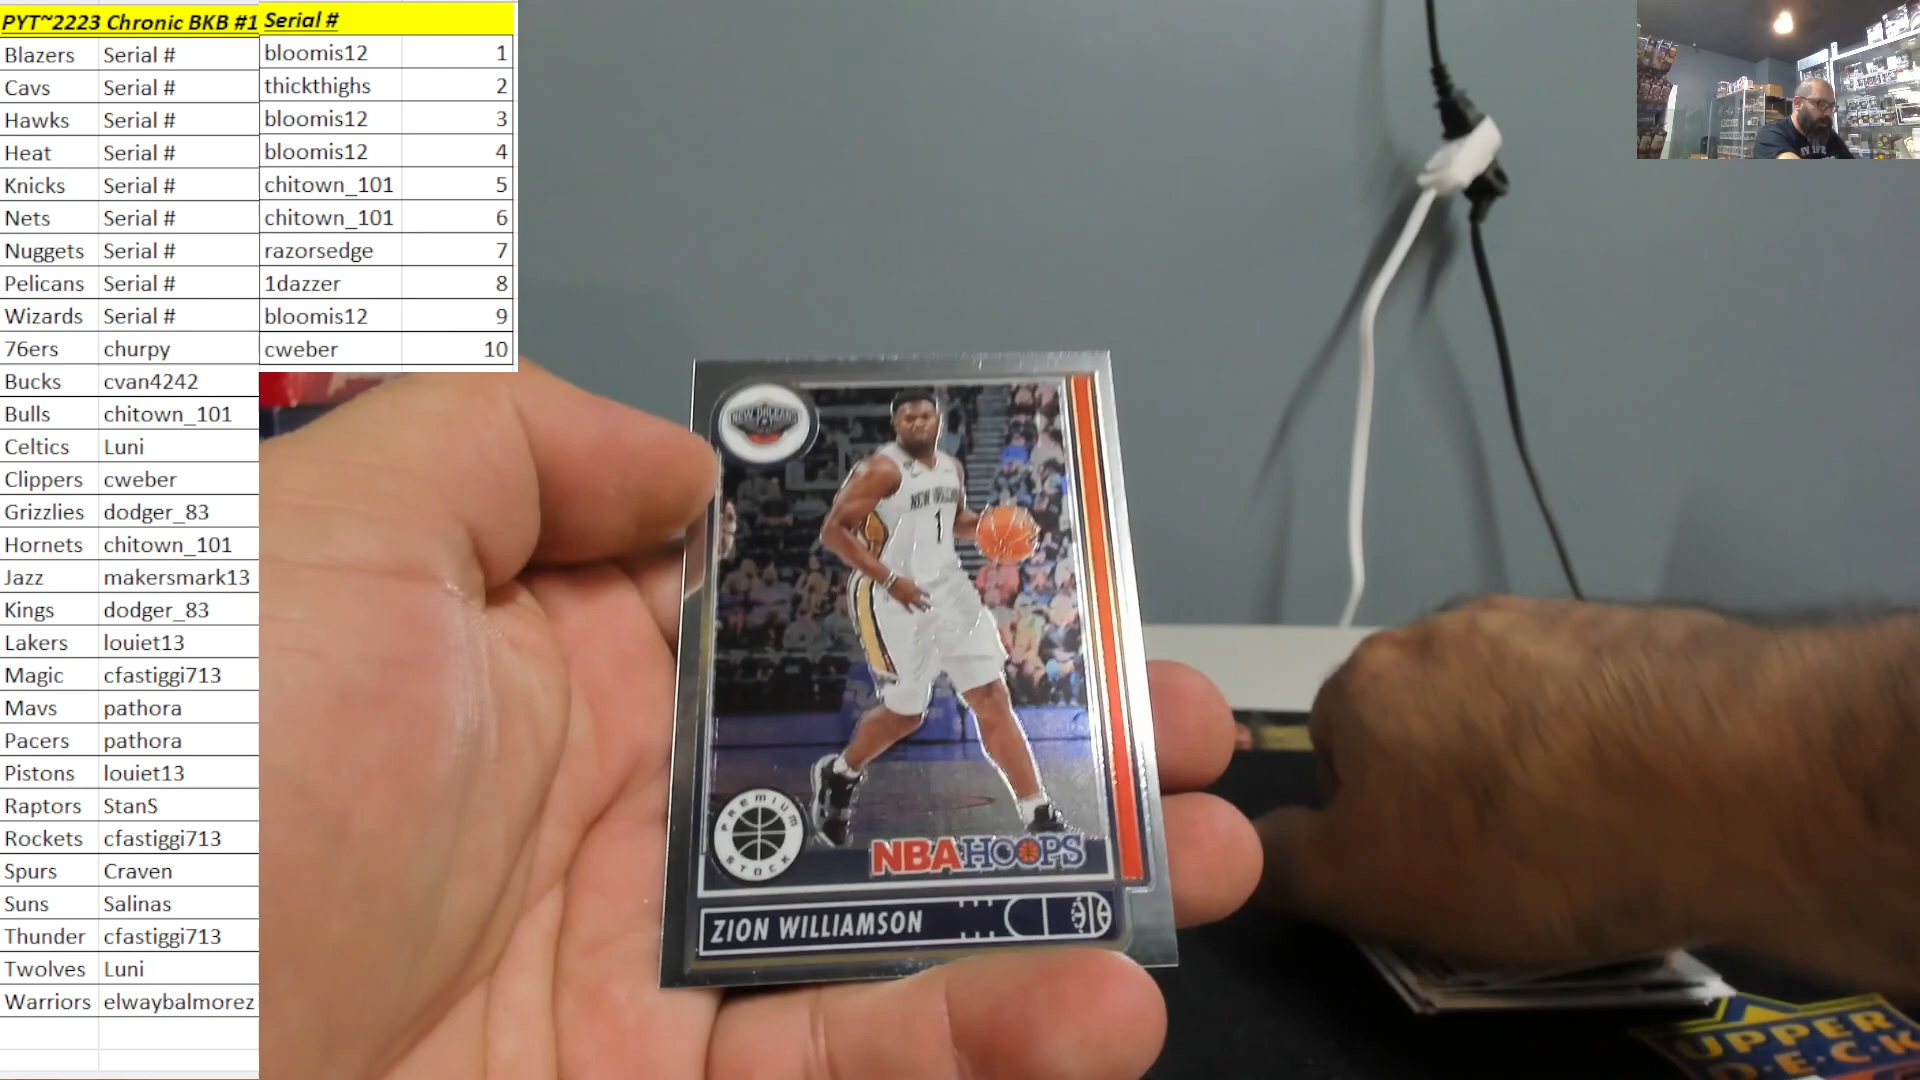 PYT~2223 Chronic BKB #1 Serial #
Blazers Serial # bloomis12 1
Cavs Serial # thickthighs 2
Hawks Serial # bloomis12 3
Heat Serial # bloomis12 4
Knicks Serial # chitown_101 5
Nets Serial # chitown_101 6
Nuggets Serial # razorsedge 7
Pelicans Serial # 1dazzer 8
Wizards Serial # bloomis12 9
76ers churpy cweber 10
Bucks cvan4242
Bulls chitown_101
Celtics Luni
Clippers cweber
Grizzlies dodger_83
Hornets chitown_101
Jazz makersmark13
Kings dodger_83
Lakers louiet13
Magic cfastiggi713
Mavs pathora
Pacers pathora
Pistons louiet13
Raptors StanS
Rockets cfastiggi713
Spurs Craven
Suns Salinas
Thunder cfastiggi713
Twolves Luni
Warriors elwaybalmorez
NEW ORLEANS
1
PREMIUM
STOCK
NBA HOOPS
ZION WILLIAMSON
UPPER
DECK